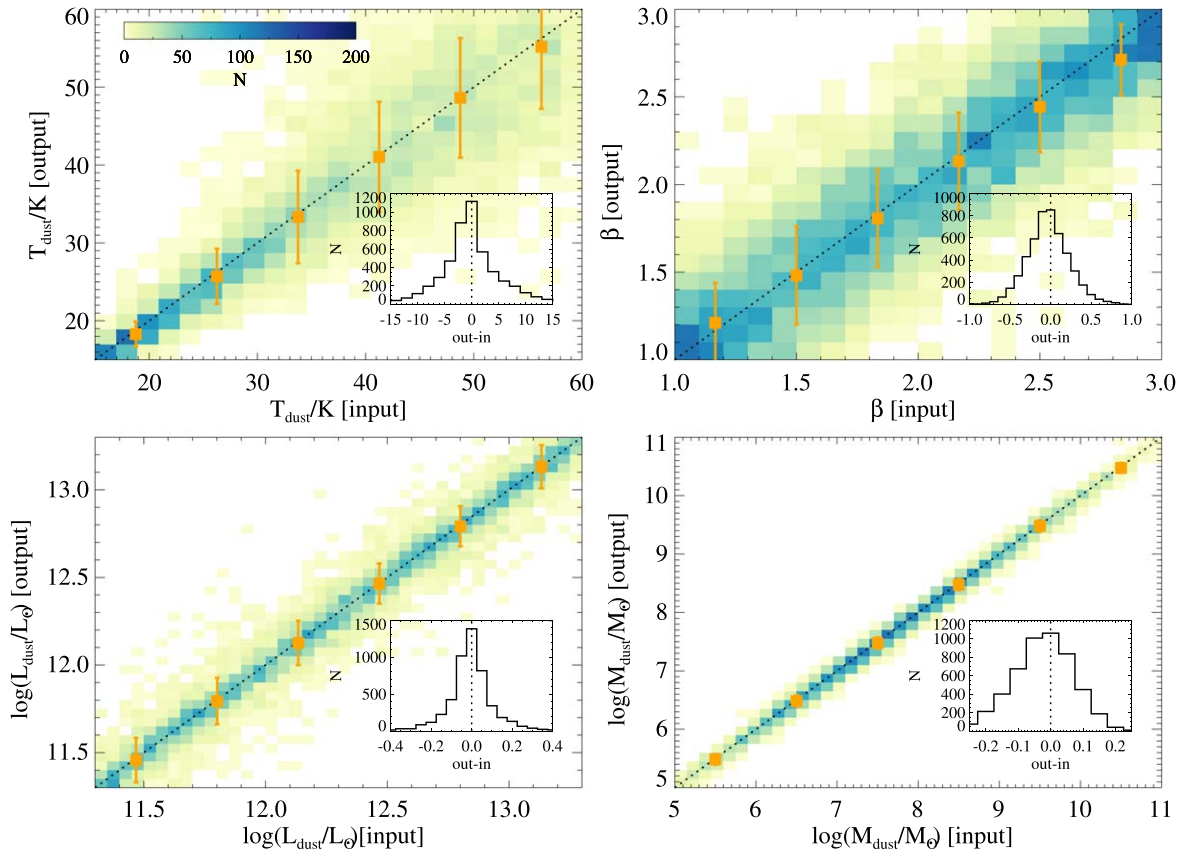 60
50
40
30
20
T_dust/K [output]
0 50 100 150 200
N
1200
1000
800
600
400
200
0
N
-15 -10 -5 0 5 10 15
out-in
20 30 40 50 60
T_dust/K [input]
3.0
2.5
2.0
1.5
1.0
β [output]
1000
800
600
400
200
0
N
-1.0 -0.5 0.0 0.5 1.0
out-in
1.0 1.5 2.0 2.5 3.0
β [input]
13.0
12.5
12.0
11.5
log(L_dust/L_☉) [output]
1500
1000
500
0
N
-0.4 -0.2 0.0 0.2 0.4
out-in
11.5 12.0 12.5 13.0
log(L_dust/L_☉)[input]
11
10
9
8
7
6
5
log(M_dust/M_☉) [output]
1200
1000
800
600
400
200
0
N
-0.2 -0.1 0.0 0.1 0.2
out-in
5 6 7 8 9 10 11
log(M_dust/M_☉) [input]